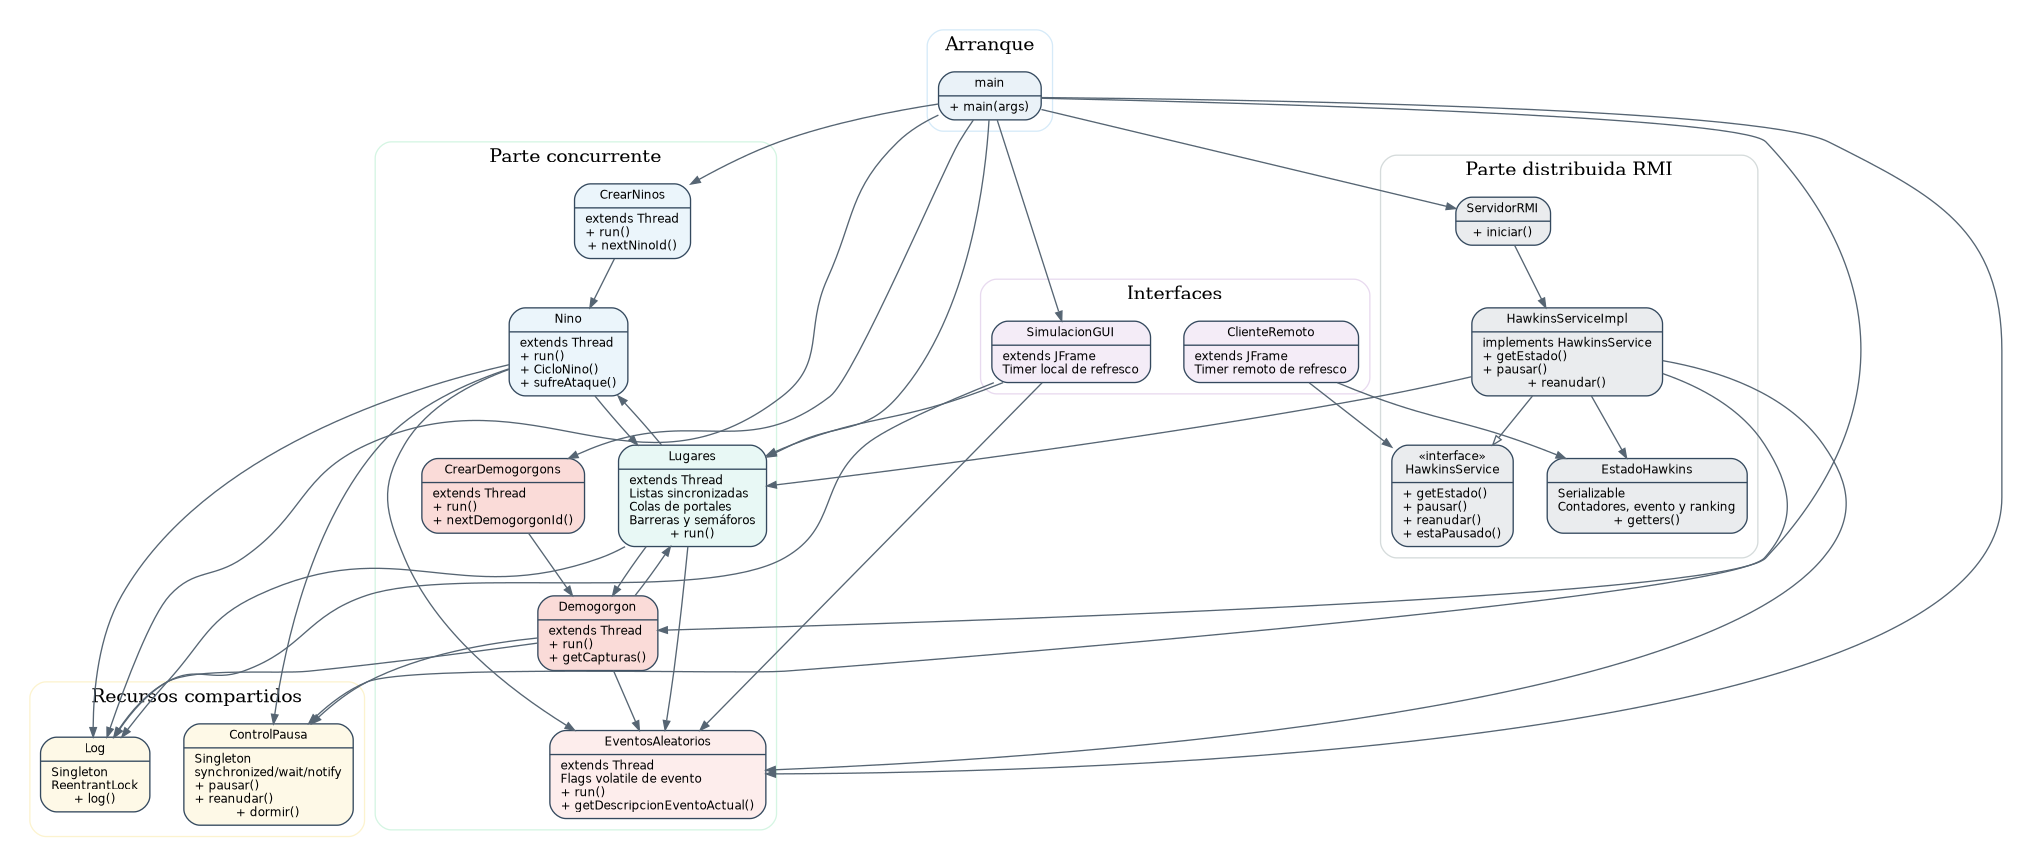 Arranque
main
+ main(args)
Parte concurrente
CrearNinos
extends Thread
+ run()
+ nextNinoId()
Nino
extends Thread
+ run()
+ CicloNino()
+ sufreAtaque()
CrearDemogorgons
extends Thread
+ run()
+ nextDemogorgonId()
Lugares
extends Thread
Listas sincronizadas
Colas de portales
Barreras y semáforos
+ run()
Demogorgon
extends Thread
+ run()
+ getCapturas()
EventosAleatorios
extends Thread
Flags volatile de evento
+ run()
+ getDescripcionEventoActual()
Interfaces
SimulacionGUI
extends JFrame
Timer local de refresco
ClienteRemoto
extends JFrame
Timer remoto de refresco
Parte distribuida RMI
ServidorRMI
+ iniciar()
HawkinsServiceImpl
implements HawkinsService
+ getEstado()
+ pausar()
+ reanudar()
«interface»
HawkinsService
+ getEstado()
+ pausar()
+ reanudar()
+ estaPausado()
EstadoHawkins
Serializable
Contadores, evento y ranking
+ getters()
Recursos compartidos
Log
Singleton
ReentrantLock
+ log()
ControlPausa
Singleton
synchronized/wait/notify
+ pausar()
+ reanudar()
+ dormir()